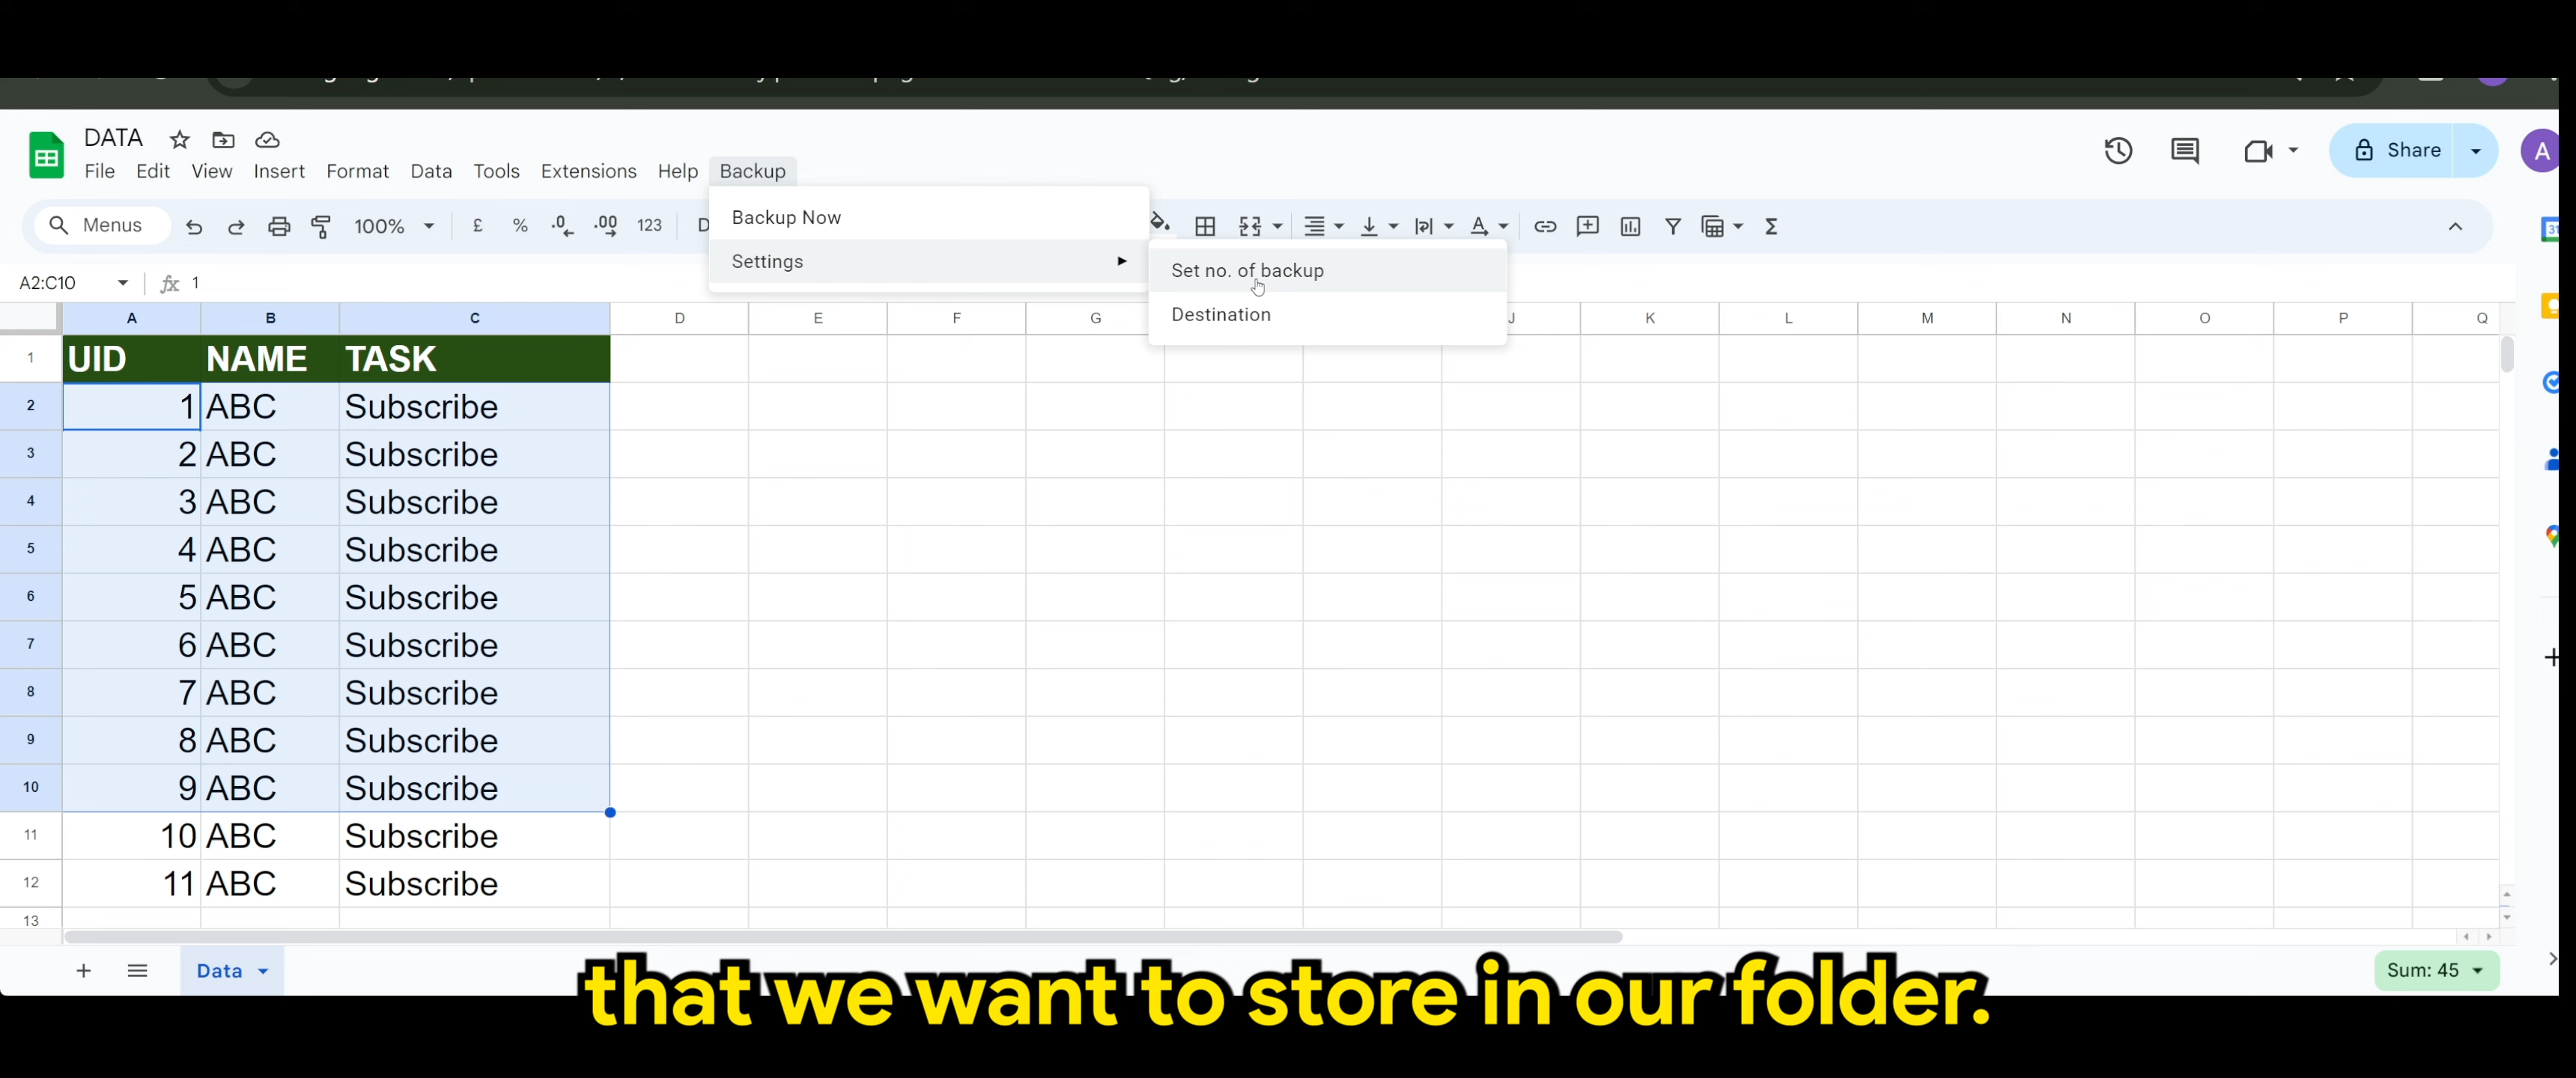 DATA
File Edit View Insert Format Data Tools Extensions Help Backup
Share
A
Menus 100% £ % .0 .00 123
Backup Now
Settings
Set no. of backup
Destination
A2:C10 fx 1
A B C D E F G J K L M N O P Q
1 UID NAME TASK
2 1 ABC Subscribe
3 2 ABC Subscribe
4 3 ABC Subscribe
5 4 ABC Subscribe
6 5 ABC Subscribe
7 6 ABC Subscribe
8 7 ABC Subscribe
9 8 ABC Subscribe
10 9 ABC Subscribe
11 10 ABC Subscribe
12 11 ABC Subscribe
13
Data
Sum: 45
that we want to store in our folder.